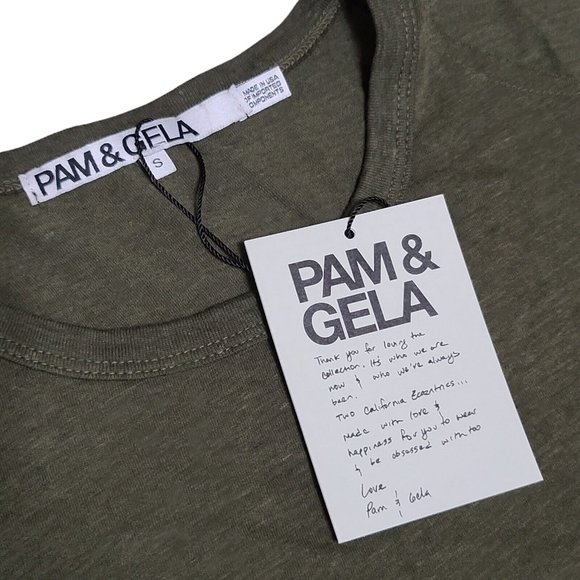 PAM & GELA
S
MADE IN USA
OF IMPORTED
COMPONENTS
PAM &
GELA
Thank you for loving the
collection. It's who we are
now & who we've always
been.
Two California Eccentrics...
Made with love &
happiness for you to wear
& be obsessed with too
Love
Pam & Gela